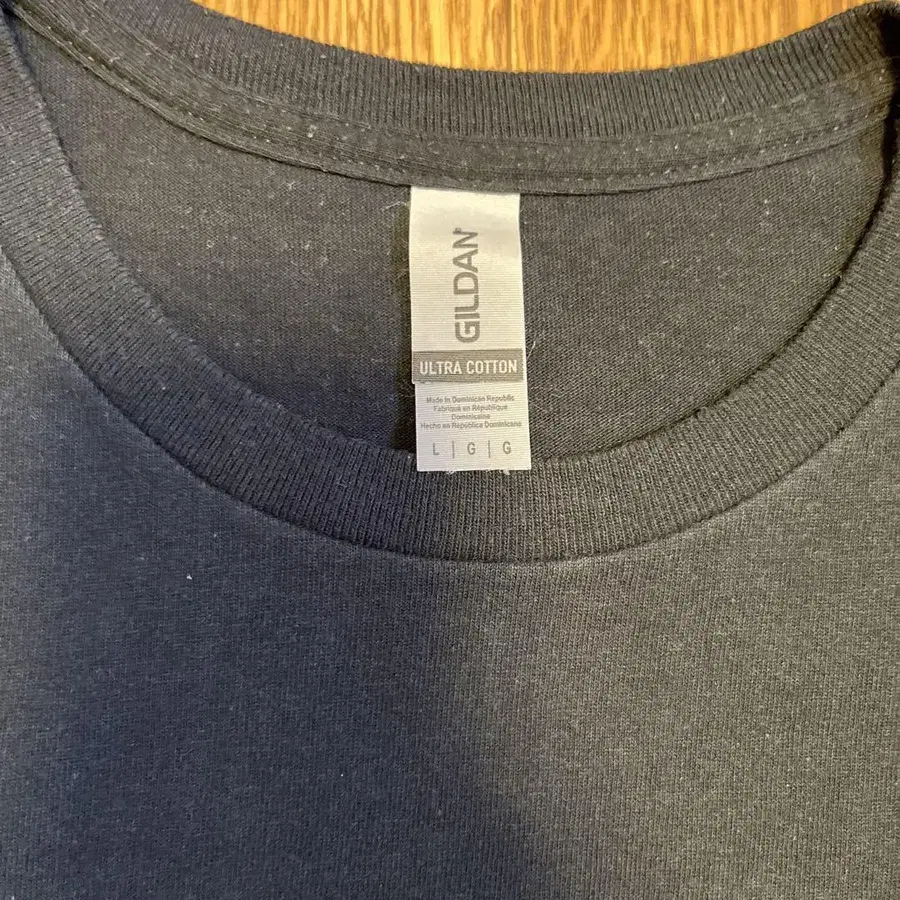 GILDAN®
ULTRA COTTON
Made in Dominican Republic
Fabriqué en République
Dominicaine
Hecho en República Dominicana
L | G | G